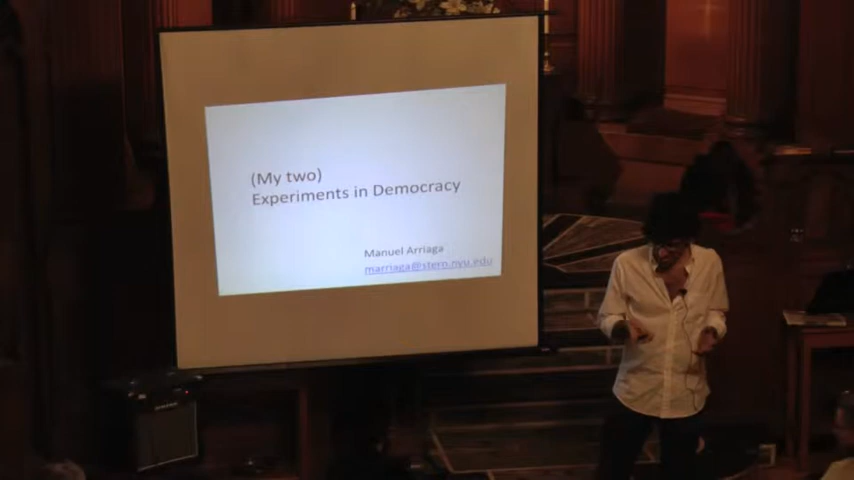 (My two)
Experiments in Democracy
Manuel Arriaga
marriaga@stern.nyu.edu